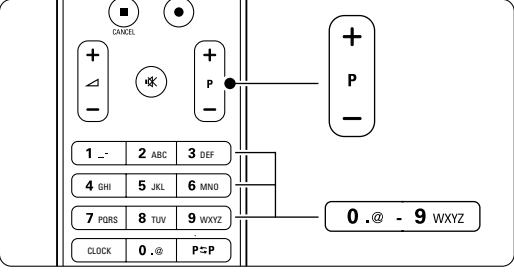 CANCEL
+ + +
P P
− − −
1 _- 2 ABC 3 DEF
4 GHI 5 JKL 6 MNO
7 PQRS 8 TUV 9 WXYZ 0 .@ - 9 WXYZ
CLOCK 0 .@ P⇆P